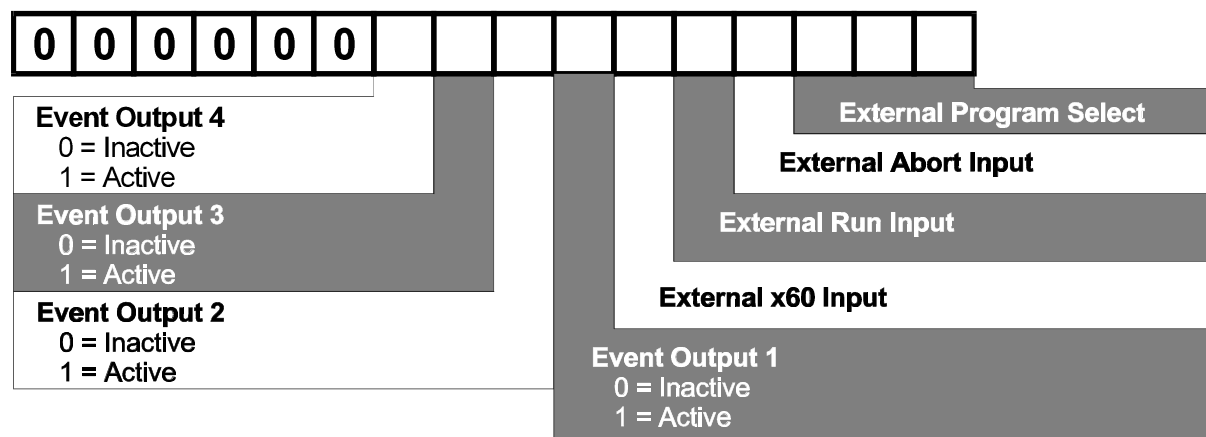 0 0 0 0 0 0
Event Output 4
0 = Inactive
1 = Active
Event Output 3
0 = Inactive
1 = Active
Event Output 2
0 = Inactive
1 = Active
External Program Select
External Abort Input
External Run Input
External x60 Input
Event Output 1
0 = Inactive
1 = Active